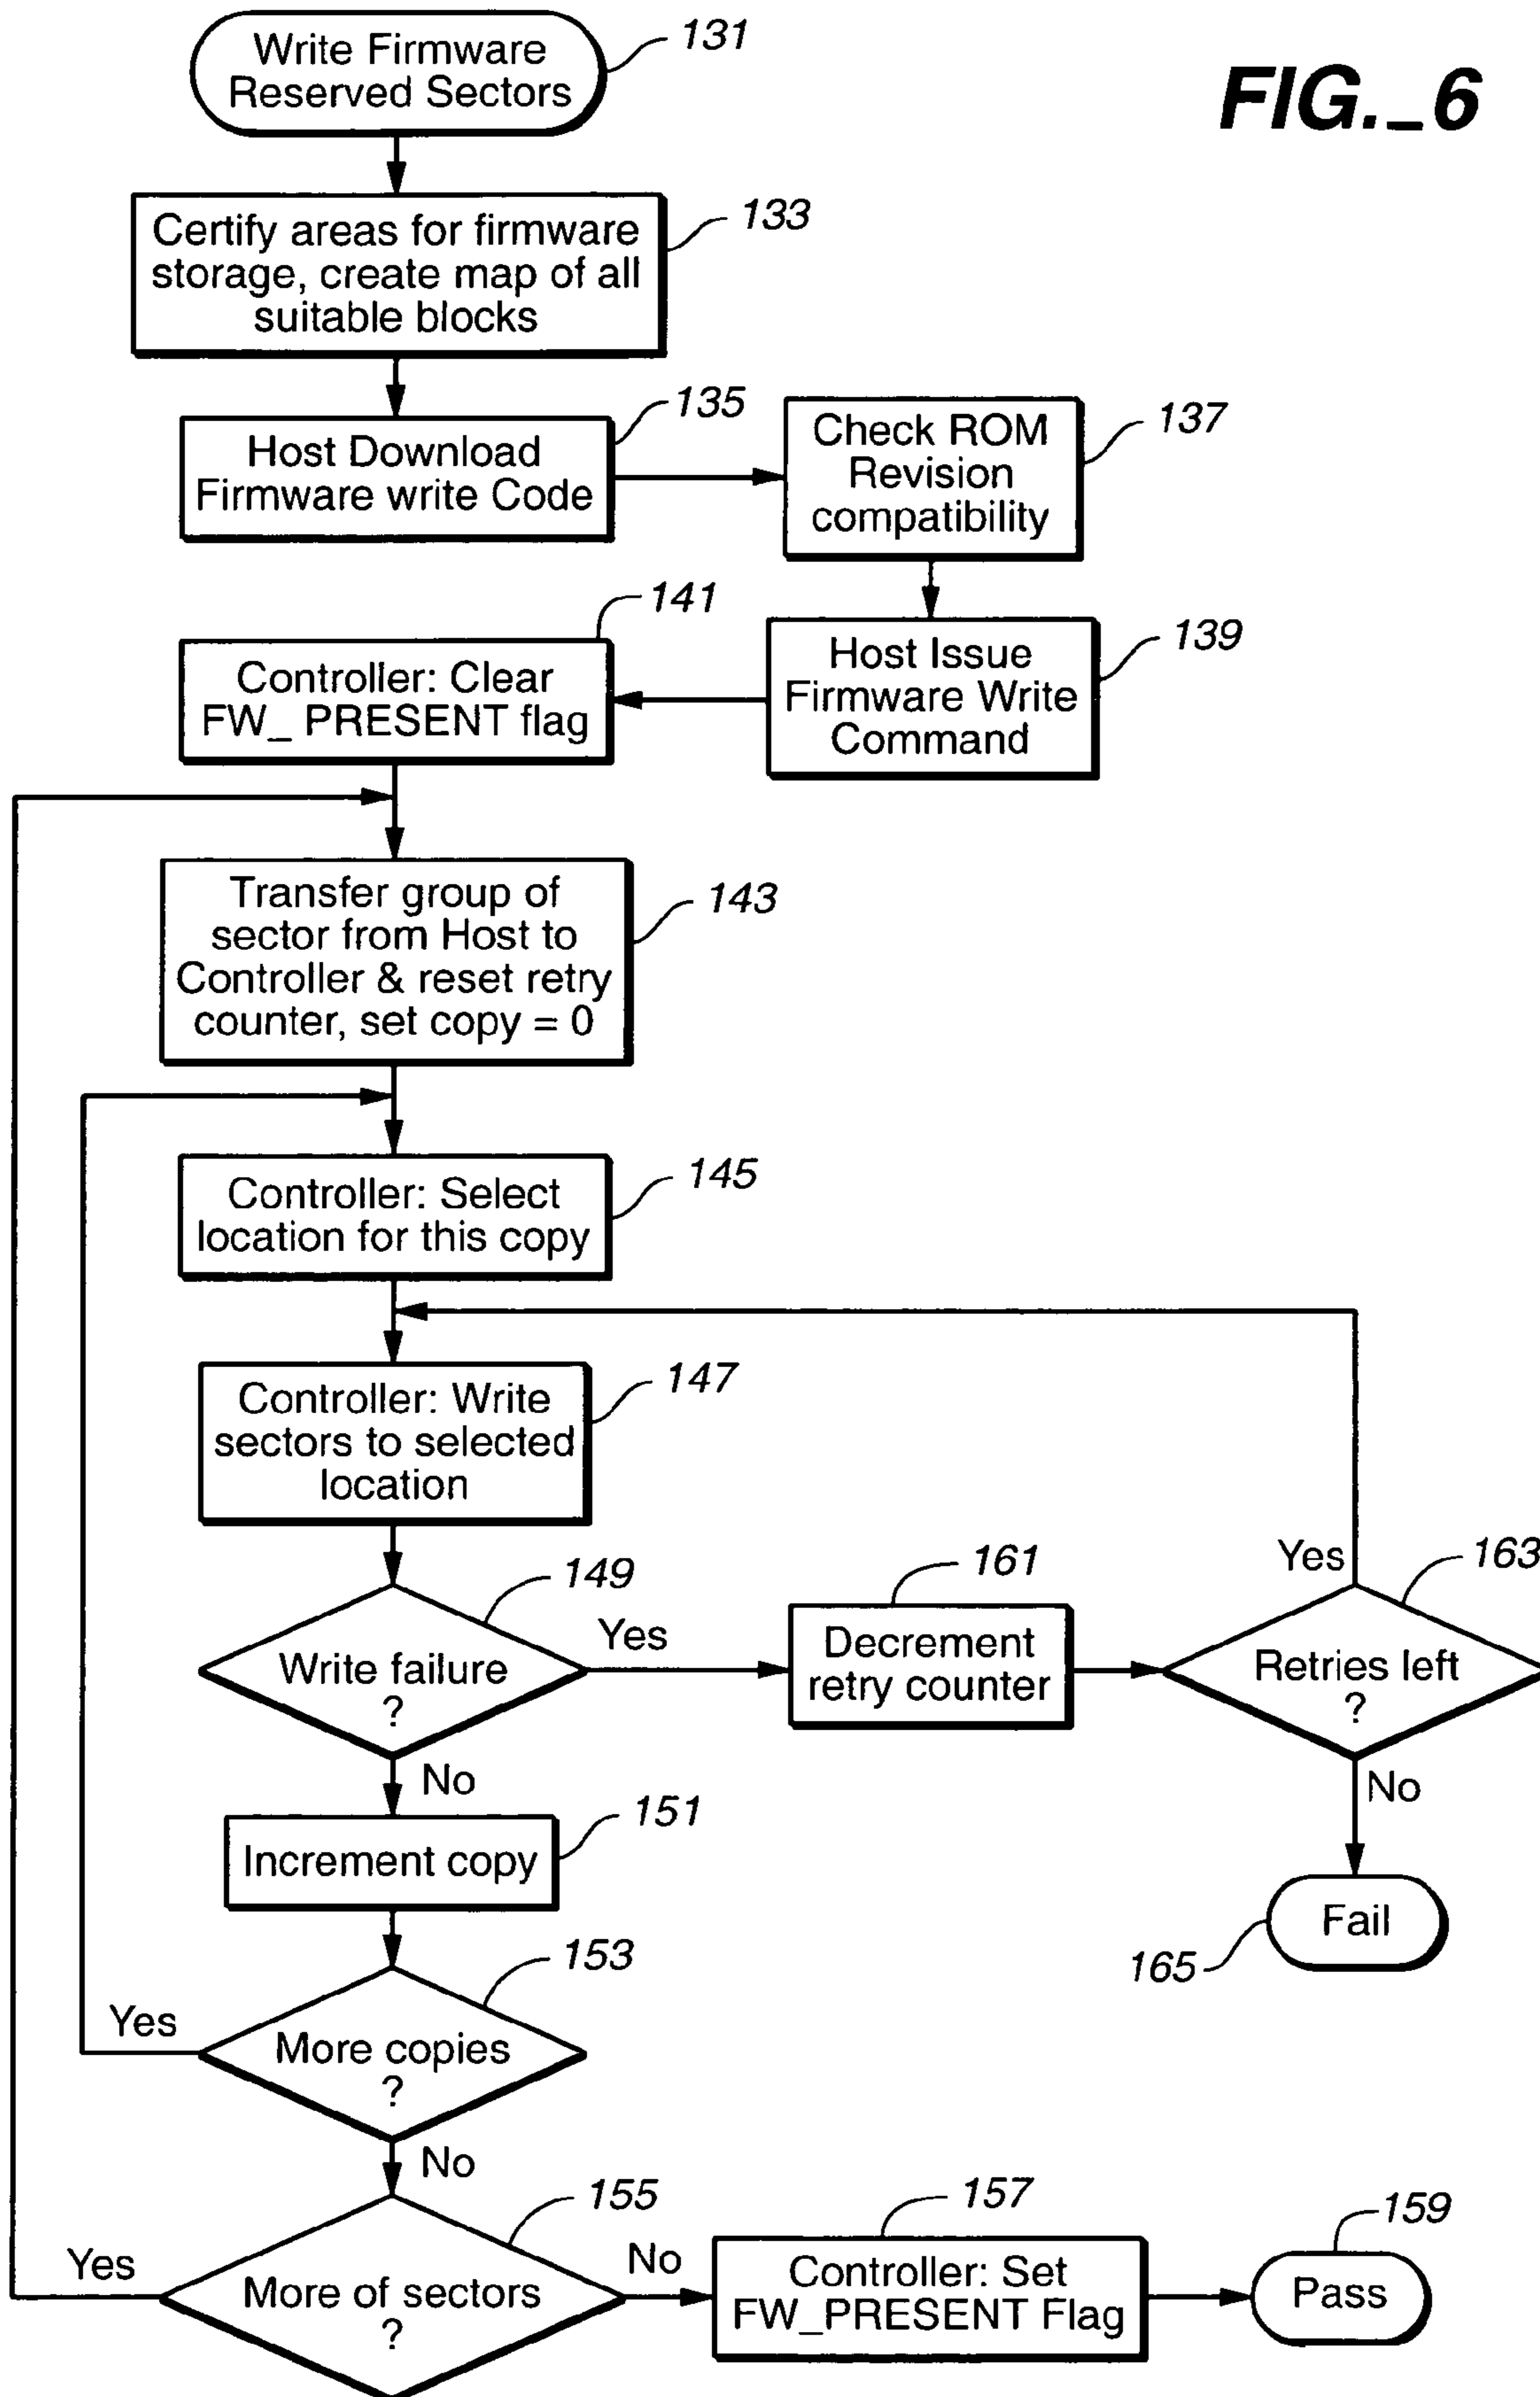 FIG._6
Write Firmware
Reserved Sectors
131
Certify areas for firmware
storage, create map of all
suitable blocks
133
Host Download
Firmware write Code
135
Check ROM
Revision
compatibility
137
Host Issue
Firmware Write
Command
139
Controller: Clear
FW_ PRESENT flag
141
Transfer group of
sector from Host to
Controller & reset retry
counter, set copy = 0
143
Controller: Select
location for this copy
145
Controller: Write
sectors to selected
location
147
Write failure
?
149
Yes
No
Decrement
retry counter
161
Retries left
?
163
Yes
No
Fail
165
Increment copy
151
More copies
?
153
Yes
No
More of sectors
?
155
Yes
No
Controller: Set
FW_PRESENT Flag
157
Pass
159